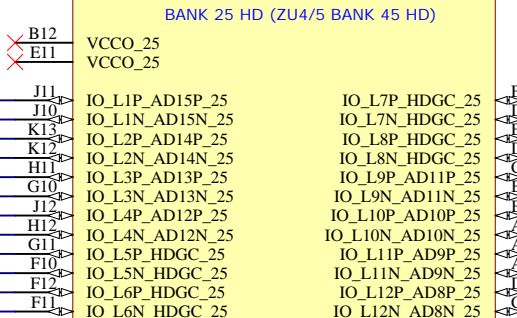 BANK 25 HD (ZU4/5 BANK 45 HD)
B12 VCCO_25
E11 VCCO_25
J11 IO_L1P_AD15P_25 IO_L7P_HDGC_25
J10 IO_L1N_AD15N_25 IO_L7N_HDGC_25
K13 IO_L2P_AD14P_25 IO_L8P_HDGC_25
K12 IO_L2N_AD14N_25 IO_L8N_HDGC_25
H11 IO_L3P_AD13P_25 IO_L9P_AD11P_25
G10 IO_L3N_AD13N_25 IO_L9N_AD11N_25
J12 IO_L4P_AD12P_25 IO_L10P_AD10P_25
H12 IO_L4N_AD12N_25 IO_L10N_AD10N_25
G11 IO_L5P_HDGC_25 IO_L11P_AD9P_25
F10 IO_L5N_HDGC_25 IO_L11N_AD9N_25
F12 IO_L6P_HDGC_25 IO_L12P_AD8P_25
F11 IO_L6N_HDGC_25 IO_L12N_AD8N_25